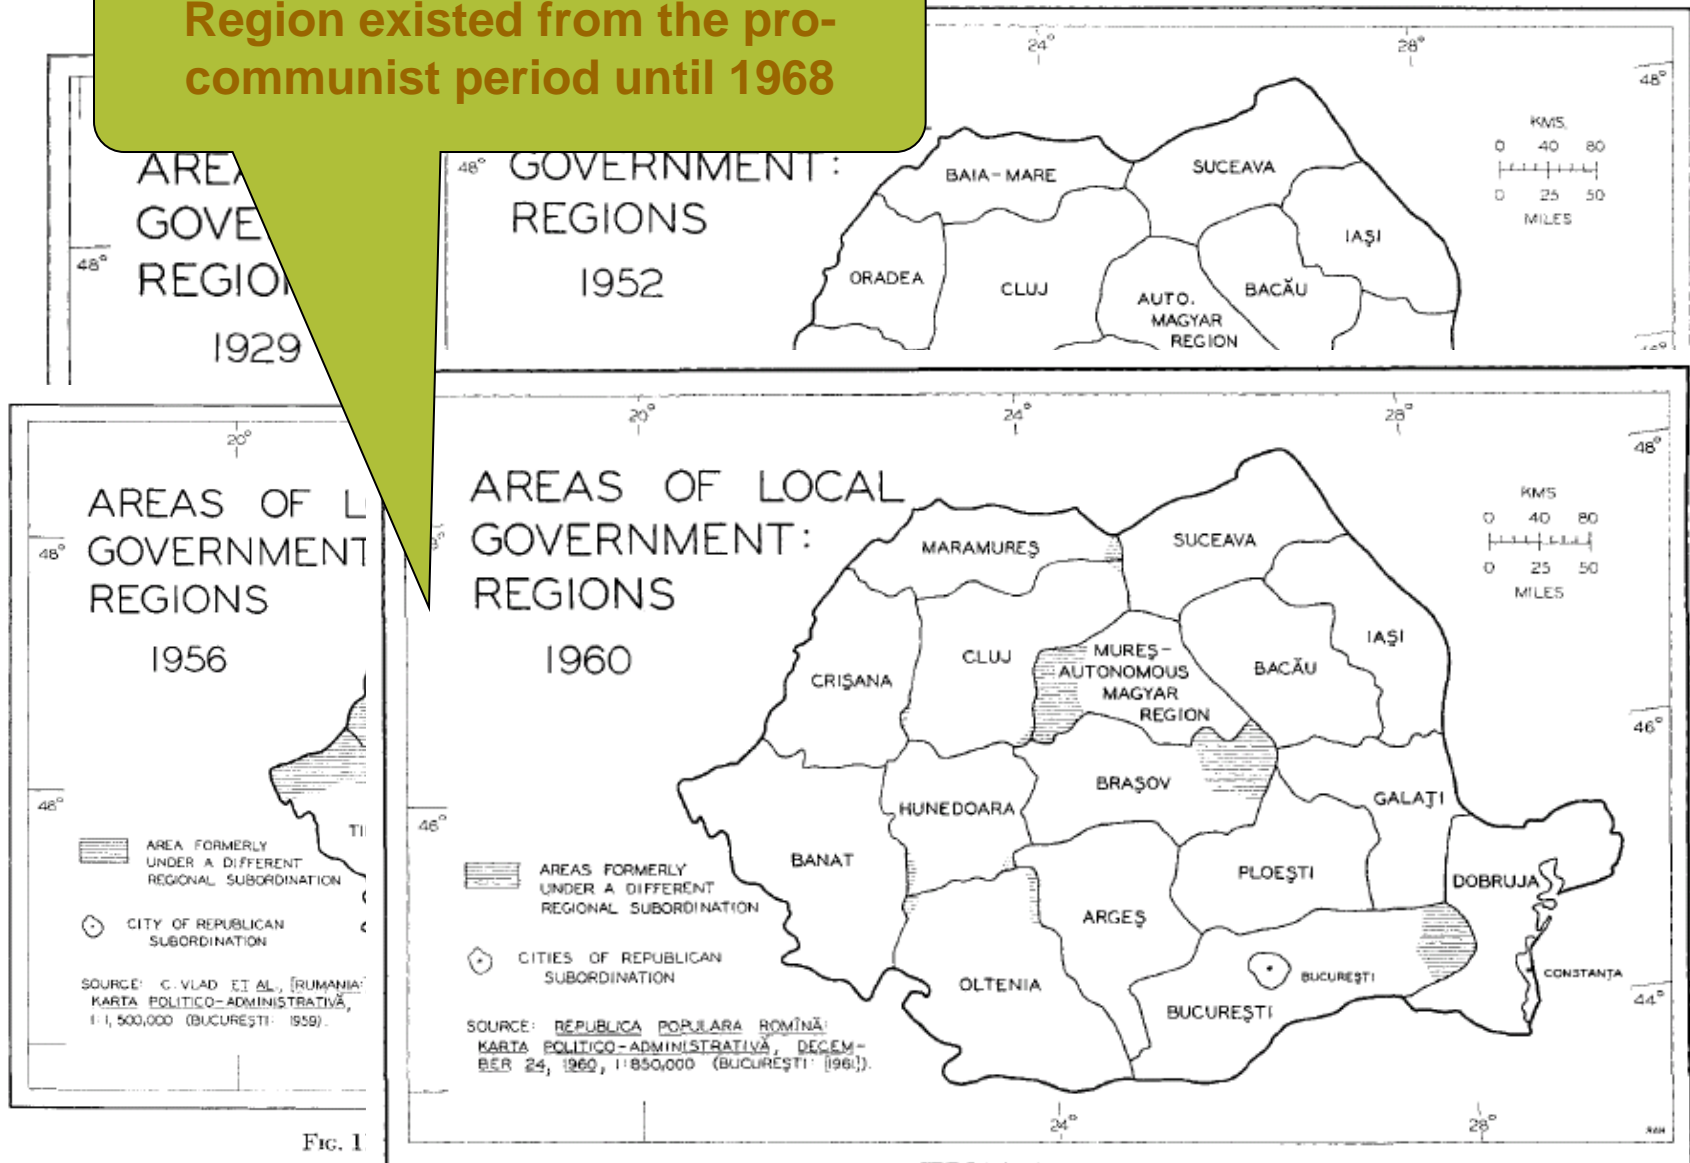 Region existed from the pro-
communist period until 1968
48°
REGION
1929
48°
GOVERNMENT:
REGIONS
1952
24°
28°
48°
KMS.
0 40 80
0 25 50
MILES
BAIA-MARE
SUCEAVA
IAŞI
ORADEA
CLUJ
AUTO.
MAGYAR
REGION
BACĂU
20°
48°
AREAS OF
GOVERNMENT
REGIONS
1956
46°
AREA FORMERLY
UNDER A DIFFERENT
REGIONAL SUBORDINATION
CITY OF REPUBLICAN
SUBORDINATION
SOURCE: C. VLAD ET AL., [RUMANIA:
KARTA POLITICO-ADMINISTRATIVĂ,
1:1,500,000 (BUCUREŞTI: 1959).
FIG. 1
20°
24°
28°
48°
AREAS OF LOCAL
GOVERNMENT:
REGIONS
1960
KMS
0 40 80
0 25 50
MILES
MARAMUREŞ
SUCEAVA
IAŞI
CRIŞANA
CLUJ
MUREŞ-
AUTONOMOUS
MAGYAR
REGION
BACĂU
46°
46°
HUNEDOARA
BRAŞOV
GALAŢI
BANAT
PLOEŞTI
DOBRUJA
ARGEŞ
OLTENIA
BUCUREŞTI
BUCUREŞTI
CONSTANŢA
44°
AREAS FORMERLY
UNDER A DIFFERENT
REGIONAL SUBORDINATION
CITIES OF REPUBLICAN
SUBORDINATION
SOURCE: REPUBLICA POPULARA ROMÎNĂ:
KARTA POLITICO-ADMINISTRATIVĂ, DECEM-
BER 24, 1960, 1:850,000 (BUCUREŞTI: [1961]).
24°
28°